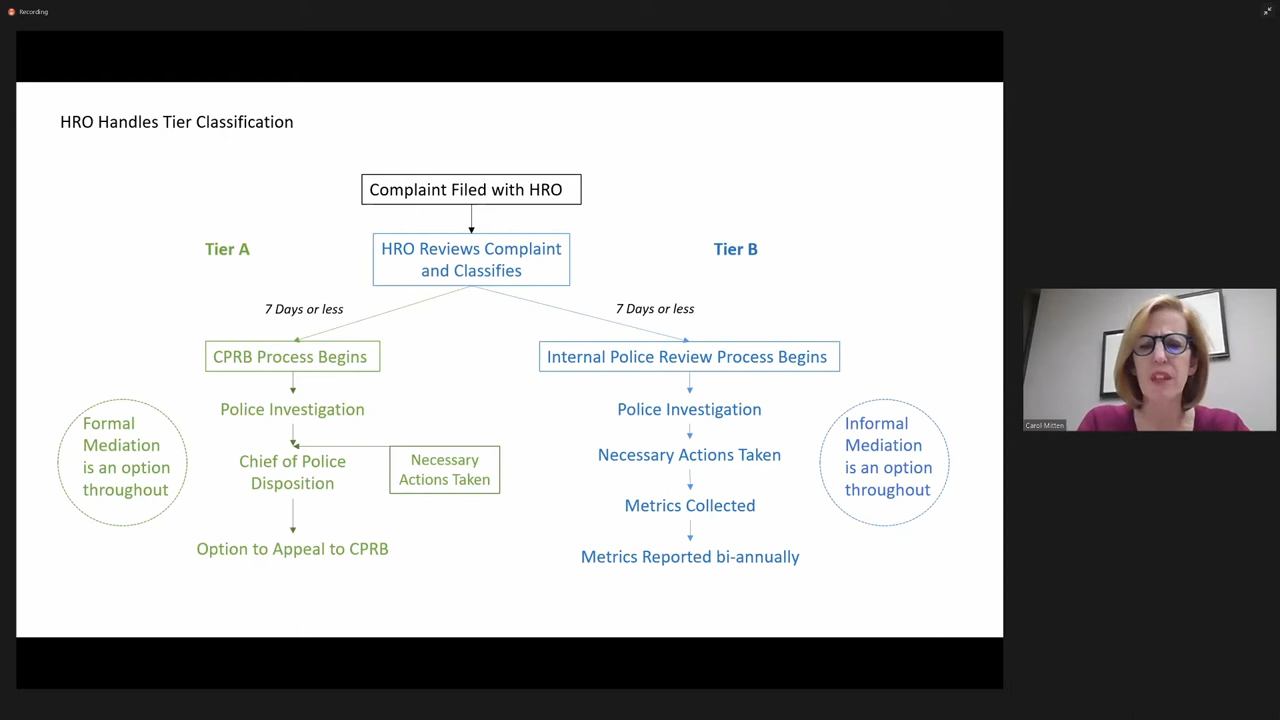 Recording
HRO Handles Tier Classification
Complaint Filed with HRO
Tier A
HRO Reviews Complaint
and Classifies
Tier B
7 Days or less
7 Days or less
CPRB Process Begins
Internal Police Review Process Begins
Police Investigation
Police Investigation
Formal
Mediation
is an option
throughout
Chief of Police
Disposition
Necessary
Actions Taken
Necessary Actions Taken
Informal
Mediation
is an option
throughout
Metrics Collected
Option to Appeal to CPRB
Metrics Reported bi-annually
Carol Mitten